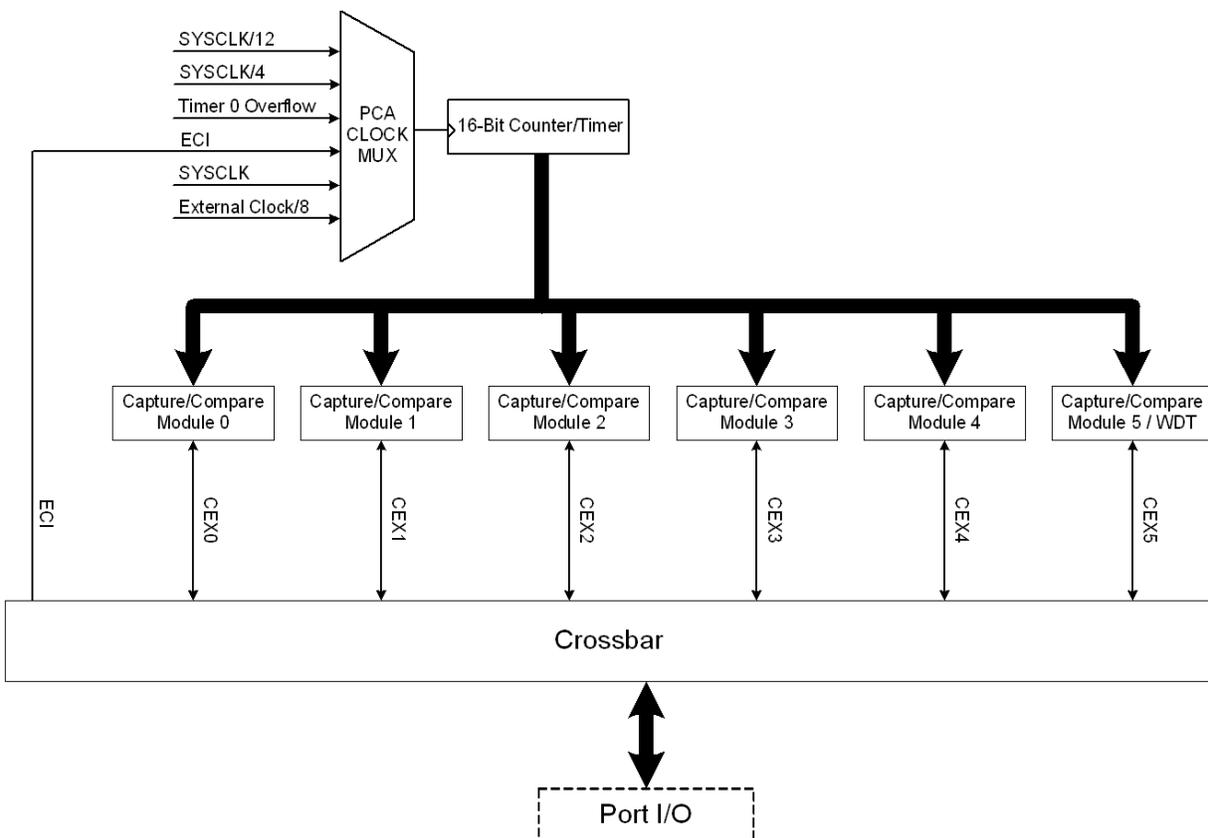 SYSCLK/12
SYSCLK/4
Timer 0 Overflow
ECI
SYSCLK
External Clock/8
PCA
CLOCK
MUX
16-Bit Counter/Timer
Capture/Compare
Module 0
Capture/Compare
Module 1
Capture/Compare
Module 2
Capture/Compare
Module 3
Capture/Compare
Module 4
Capture/Compare
Module 5 / WDT
ECI
CEX0
CEX1
CEX2
CEX3
CEX4
CEX5
Crossbar
Port I/O